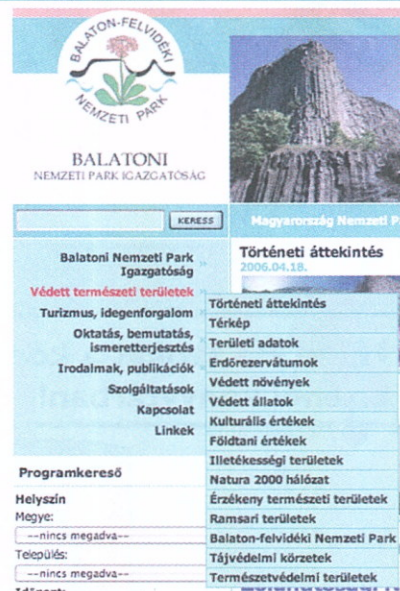 BALATON-FELVIDÉKI
NEMZETI PARK
BALATONI
NEMZETI PARK IGAZGATÓSÁG
KERESS
Magyarország Nemzeti P
Történeti áttekintés
2006.04.18.
Balatoni Nemzeti Park
Igazgatóság
Védett természeti területek
Turizmus, idegenforgalom
Oktatás, bemutatás,
ismeretterjesztés
Irodalmak, publikációk
Szolgáltatások
Kapcsolat
Linkek
Történeti áttekintés
Térkép
Területi adatok
Erdőrezervátumok
Védett növények
Védett állatok
Kulturális értékek
Földtani értékek
Illetékességi területek
Natura 2000 hálózat
Érzékeny természeti területek
Ramsari területek
Balaton-felvidéki Nemzeti Park
Tájvédelmi körzetek
Természetvédelmi területek
Programkereső
Helyszín
Megye:
--nincs megadva--
Település:
--nincs megadva--